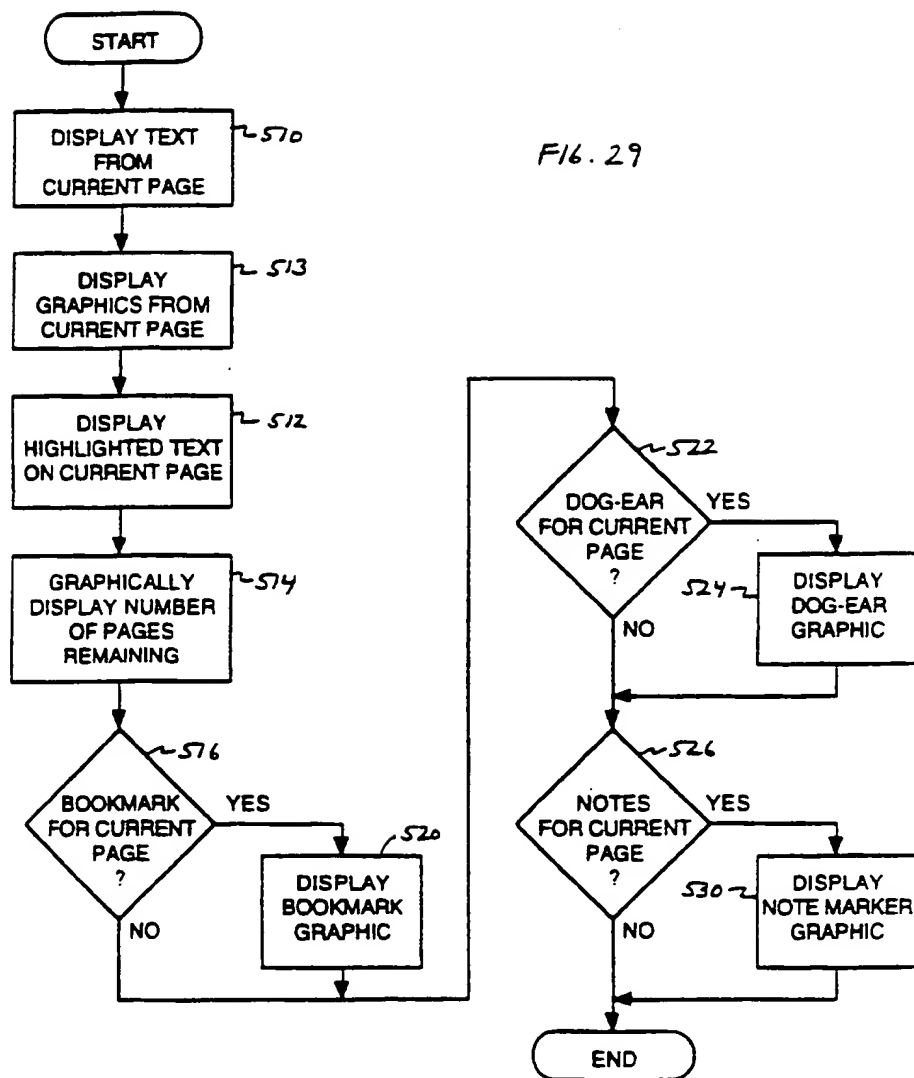 START
DISPLAY TEXT
FROM
CURRENT PAGE
510
FIG. 29
DISPLAY
GRAPHICS FROM
CURRENT PAGE
513
DISPLAY
HIGHLIGHTED TEXT
ON CURRENT PAGE
512
GRAPHICALLY
DISPLAY NUMBER
OF PAGES
REMAINING
514
BOOKMARK
FOR CURRENT
PAGE
?
516
YES
NO
520
DISPLAY
BOOKMARK
GRAPHIC
DOG-EAR
FOR CURRENT
PAGE
?
522
YES
NO
524
DISPLAY
DOG-EAR
GRAPHIC
NOTES
FOR CURRENT
PAGE
?
526
YES
NO
530
DISPLAY
NOTE MARKER
GRAPHIC
END